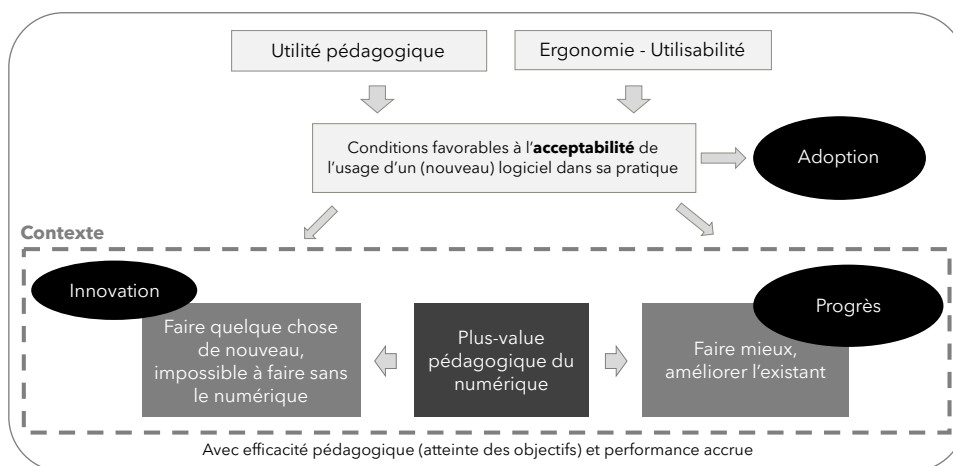 Utilité pédagogique
Ergonomie - Utilisabilité
Conditions favorables à l'acceptabilité de
l'usage d'un (nouveau) logiciel dans sa pratique
Adoption
Contexte
Innovation
Progrès
Faire quelque chose
de nouveau,
impossible à faire sans
le numérique
Plus-value
pédagogique du
numérique
Faire mieux,
améliorer l'existant
Avec efficacité pédagogique (atteinte des objectifs) et performance accrue